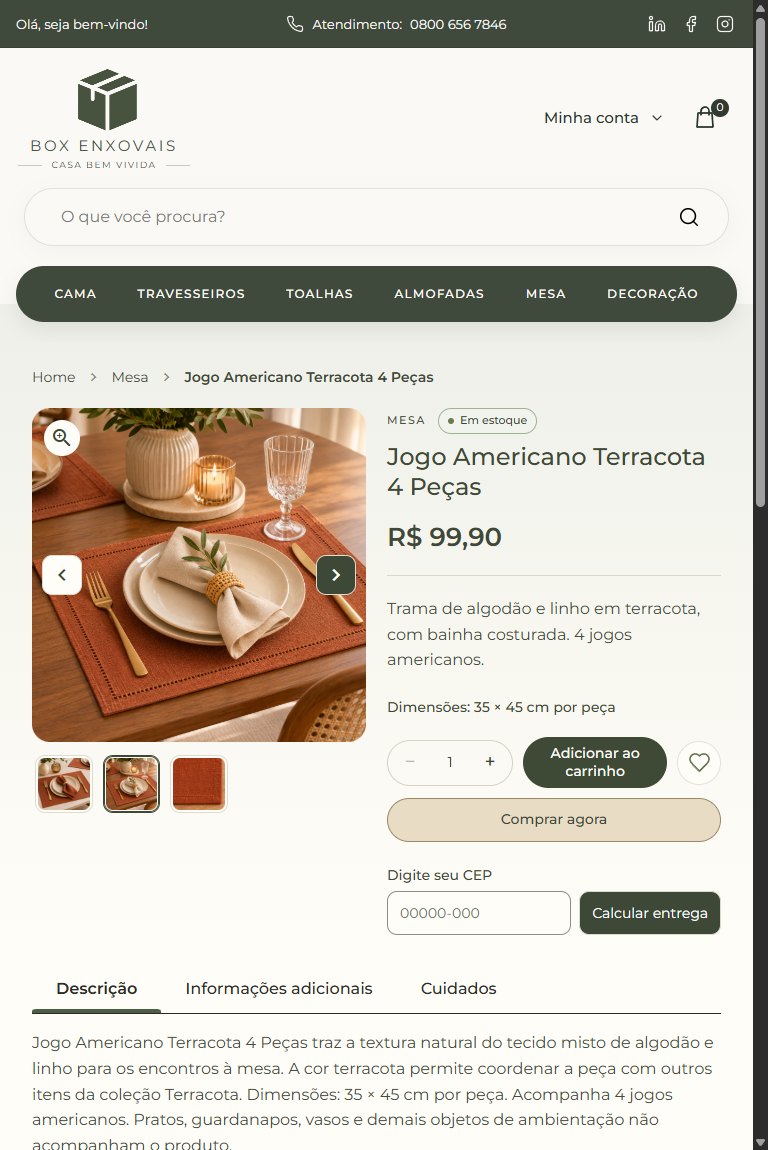 Olá, seja bem-vindo!
Atendimento: 0800 656 7846
BOX ENXOVAIS
CASA BEM VIVIDA
Minha conta
0
O que você procura?
CAMA TRAVESSEIROS TOALHAS ALMOFADAS MESA DECORAÇÃO
Home > Mesa > Jogo Americano Terracota 4 Peças
MESA
Em estoque
Jogo Americano Terracota
4 Peças
R$ 99,90
Trama de algodão e linho em terracota,
com bainha costurada. 4 jogos
americanos.
Dimensões: 35 × 45 cm por peça
− 1 +
Adicionar ao
carrinho
Comprar agora
Digite seu CEP
00000-000
Calcular entrega
Descrição Informações adicionais Cuidados
Jogo Americano Terracota 4 Peças traz a textura natural do tecido misto de algodão e
linho para os encontros à mesa. A cor terracota permite coordenar a peça com outros
itens da coleção Terracota. Dimensões: 35 × 45 cm por peça. Acompanha 4 jogos
americanos. Pratos, guardanapos, vasos e demais objetos de ambientação não
acompanham o produto.